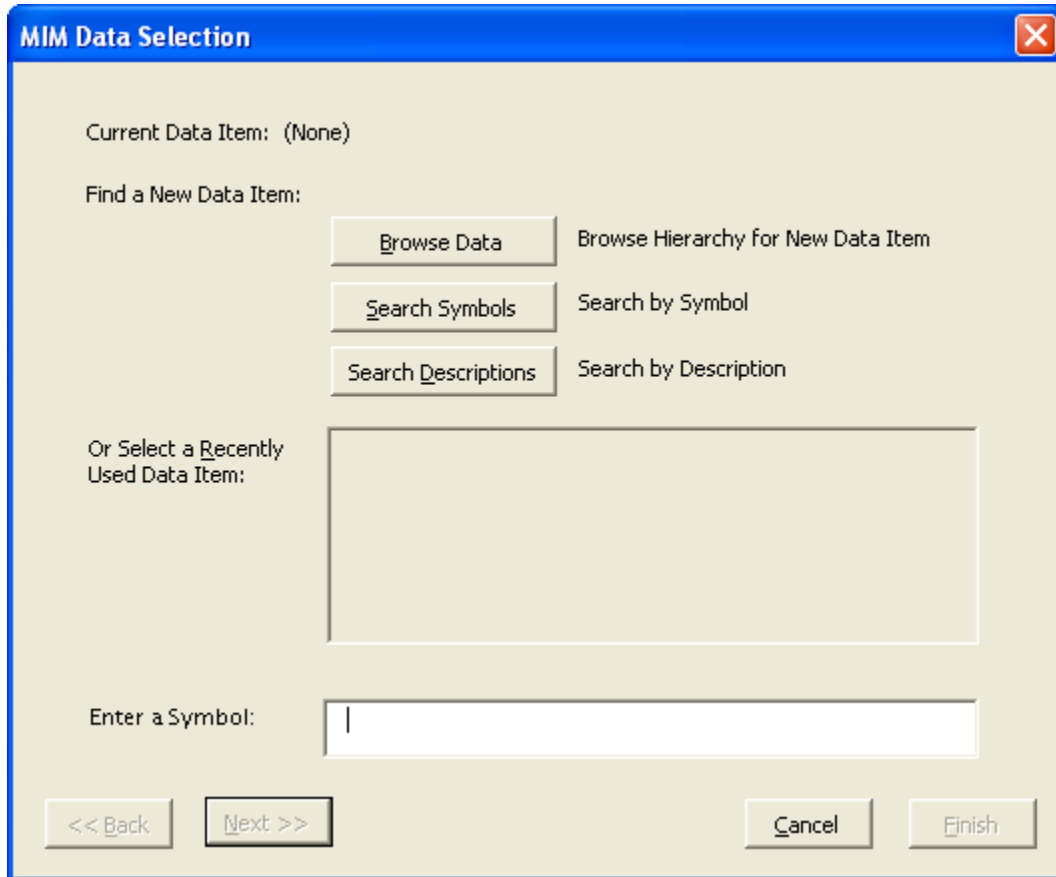 MIM Data Selection
Current Data Item: (None)
Find a New Data Item:
Browse Data
Browse Hierarchy for New Data Item
Search Symbols
Search by Symbol
Search Descriptions
Search by Description
Or Select a Recently
Used Data Item:
Enter a Symbol:
<< Back
Next >>
Cancel
Finish